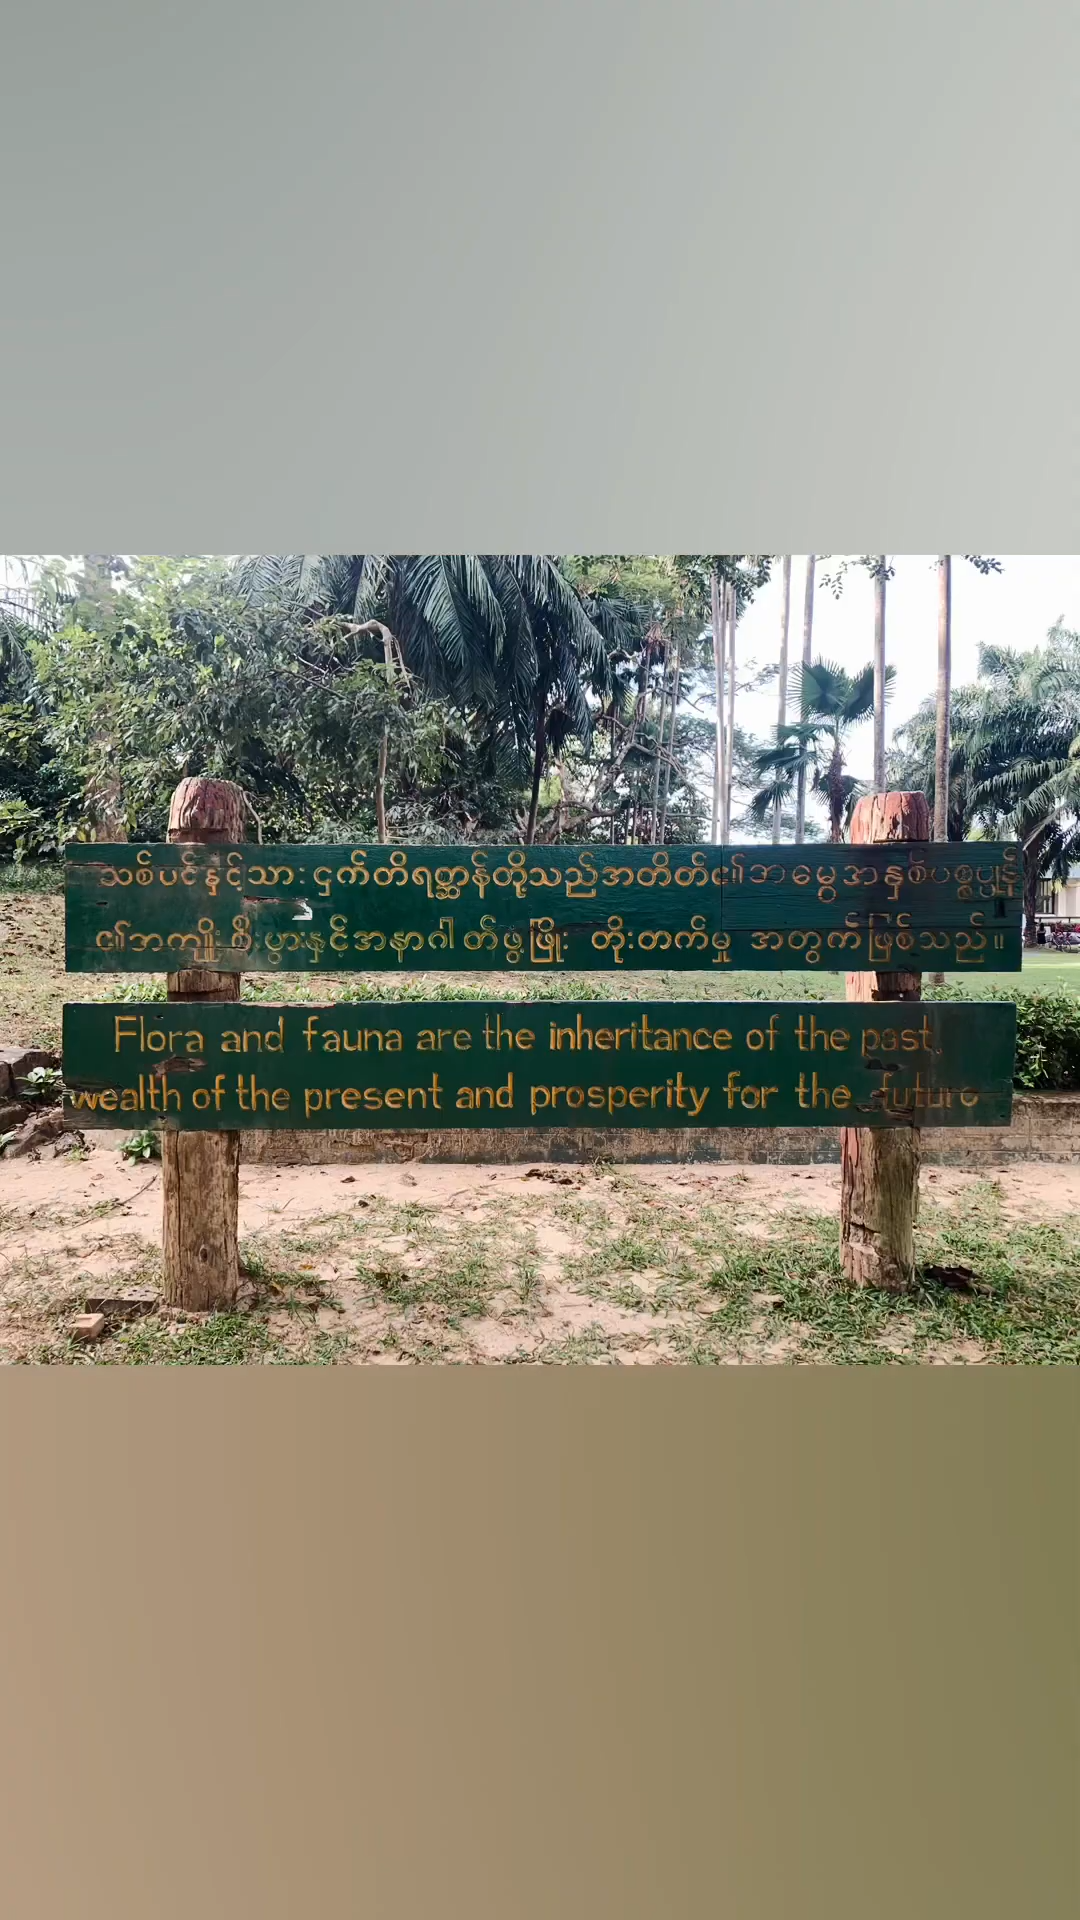 သစ်ပင်နှင့်သားငှက်တိရစ္ဆာန်တို့သည်အတိတ်၏အမွေအနှစ်ပစ္စုပ္ပန်
၏အကျိုးစီးပွားနှင့်အနာဂါတ်ဖွံ့ဖြိုး တိုးတက်မှု အတွက်ဖြစ်သည်။
Flora and fauna are the inheritance of the past,
wealth of the present and prosperity for the future